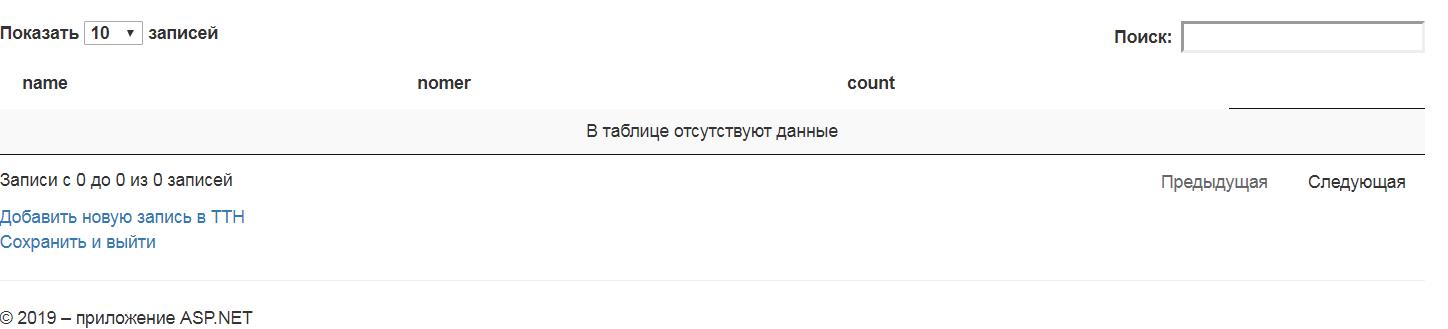 Показать 10 записей Поиск:
name nomer count
В таблице отсутствуют данные
Записи с 0 до 0 из 0 записей Предыдущая Следующая
Добавить новую запись в ТТН
Сохранить и выйти
© 2019 – приложение ASP.NET